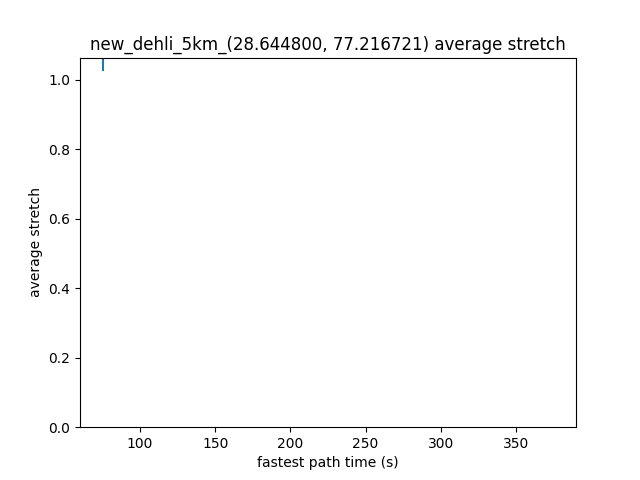 new_dehli_5km_(28.644800, 77.216721) average stretch
1.0
0.8
0.6
0.4
0.2
0.0
average stretch
100 150 200 250 300 350
fastest path time (s)